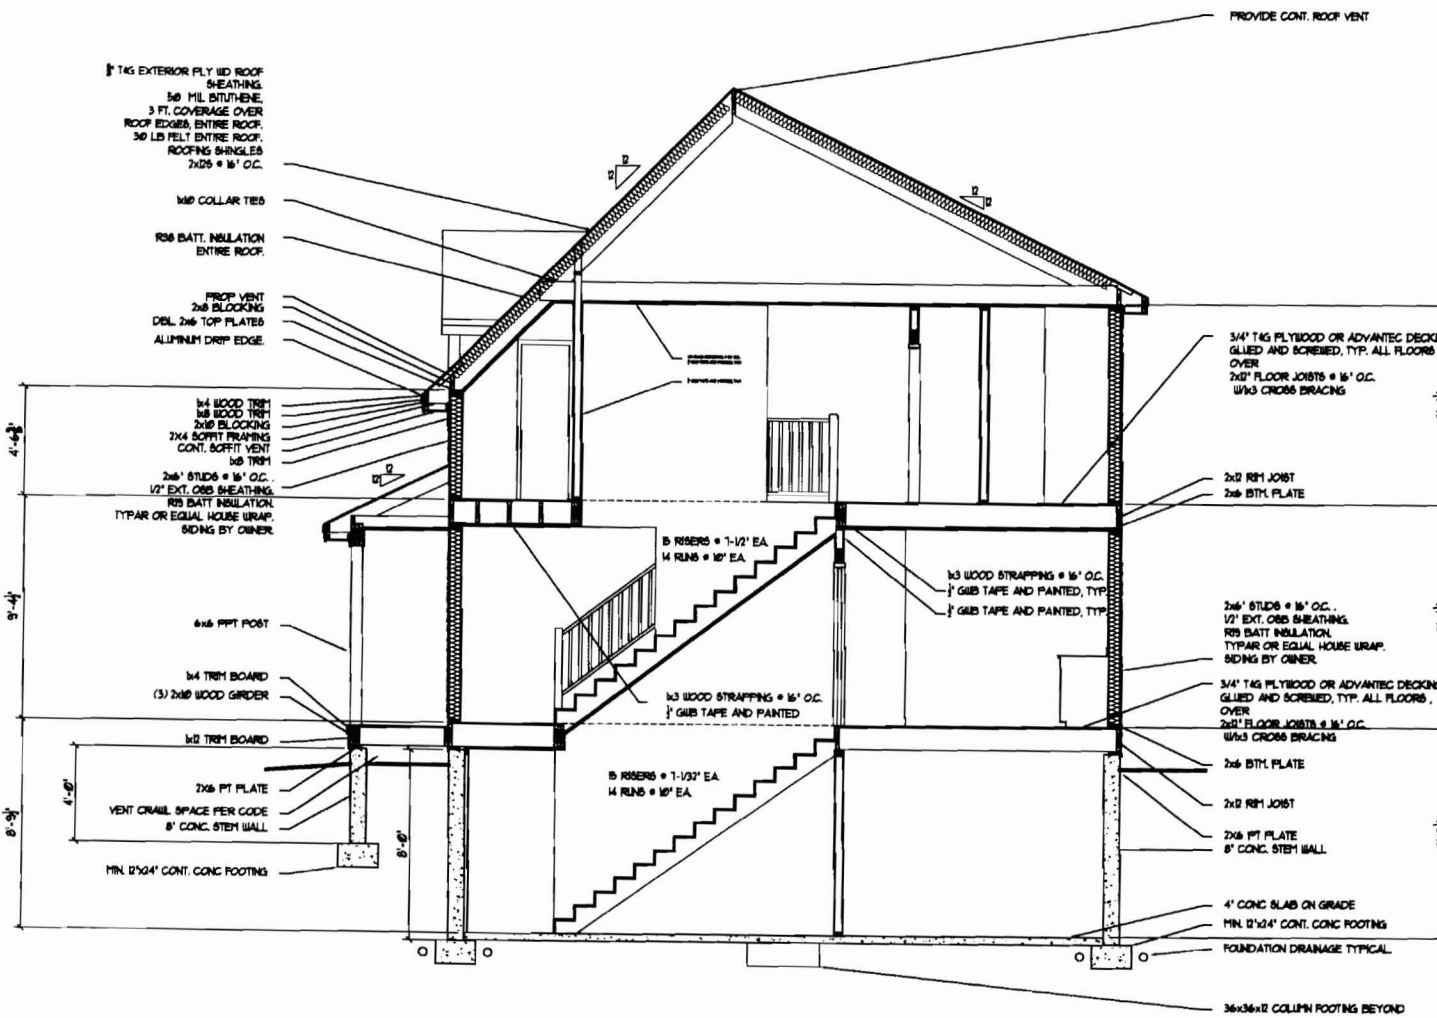 PROVIDE CONT. ROOF VENT
T&G EXTERIOR PLY WD ROOF
SHEATHING.
50 MIL BITUTHENE,
3 FT. COVERAGE OVER
ROOF EDGES, ENTIRE ROOF.
30 LB FELT ENTIRE ROOF.
ROOFING SHINGLES
2x12S @ 16" O.C.
1x10 COLLAR TIES
R38 BATT. INSULATION
ENTIRE ROOF.
PROP VENT
2x8 BLOCKING
DBL. 2x6 TOP PLATES
ALUMINUM DRIP EDGE.
1x4 WOOD TRIM
1x8 WOOD TRIM
2x10 BLOCKING
2X4 SOFFIT FRAMING
CONT. SOFFIT VENT
1x8 TRIM
2x6" STUDS @ 16" O.C. .
1/2" EXT. OSB SHEATHING.
R19 BATT INSULATION.
TYPAR OR EQUAL HOUSE WRAP.
SIDING BY OWNER.
6x6 PPT POST
1x4 TRIM BOARD
(3) 2x10 WOOD GIRDER
1x12 TRIM BOARD
2X6 PT PLATE
VENT CRAWL SPACE PER CODE
8" CONC. STEM WALL
MIN. 12"x24" CONT. CONC FOOTING
12
12
12
12
12
12
4'-10"
8'-10"
15 RISERS @ 7-1/2" EA.
14 RUNS @ 10" EA.
1x3 WOOD STRAPPING @ 16" O.C.
GWB TAPE AND PAINTED, TYP.
GWB TAPE AND PAINTED, TYP.
1x3 WOOD STRAPPING @ 16" O.C.
GWB TAPE AND PAINTED
15 RISERS @ 7-1/32" EA.
14 RUNS @ 10" EA.
3/4" T&G PLYWOOD OR ADVANTEC DECKI
GLUED AND SCREWED, TYP. ALL FLOORS
OVER
2x12" FLOOR JOISTS @ 16" O.C.
W/1x3 CROSS BRACING
2x12 RIM JOIST
2x6 BTM. PLATE
2x6" STUDS @ 16" O.C. .
1/2" EXT. OSB SHEATHING.
R19 BATT INSULATION.
TYPAR OR EQUAL HOUSE WRAP.
SIDING BY OWNER.
3/4" T&G PLYWOOD OR ADVANTEC DECKING
GLUED AND SCREWED, TYP. ALL FLOORS ,
OVER
2x12" FLOOR JOISTS @ 16" O.C.
W/1x3 CROSS BRACING
2x6 BTM. PLATE
2x12 RIM JOIST
2X6 PT PLATE
8" CONC. STEM WALL
4" CONC SLAB ON GRADE
MIN. 12"x24" CONT. CONC FOOTING
FOUNDATION DRAINAGE TYPICAL.
36x36x12 COLUMN FOOTING BEYOND